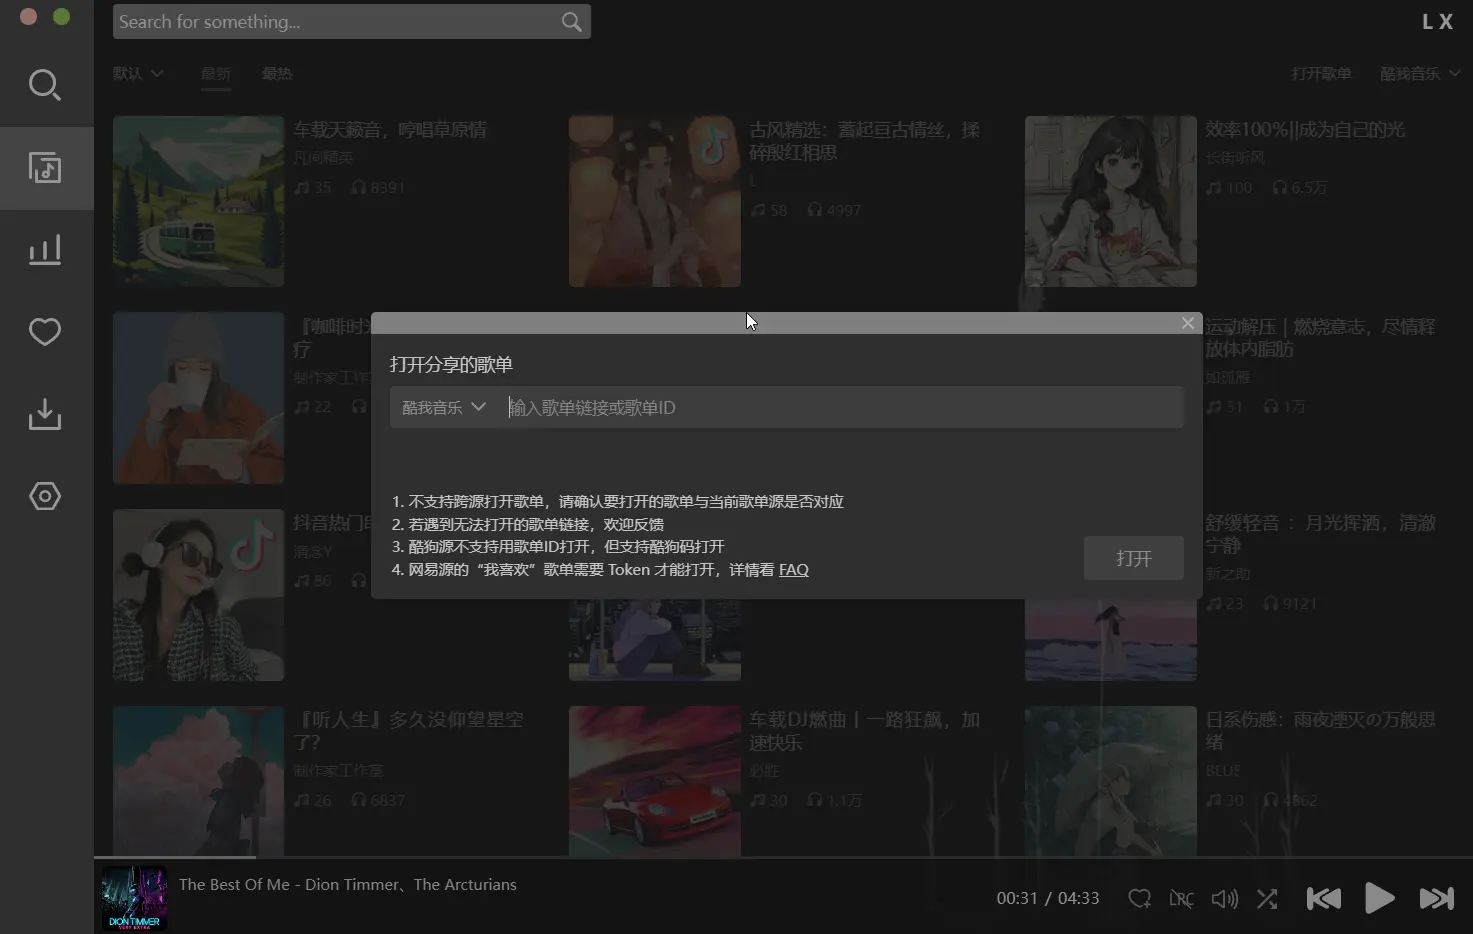 Search for something...
L X
默认
最新
最热
打开歌单
酷我音乐
车载天籁音，哼唱草原情
凡间精英
35
8391
古风精选：蓄起亘古情丝，揉
碎殷红相思
L
58
4997
效率100%||成为自己的光
长街听风
100
6.5万
『咖啡时光
疗
制作家工作
22
运动解压｜燃烧意志，尽情释
放体内脂肪
如孤雁
31
1万
打开分享的歌单
酷我音乐
输入歌单链接或歌单ID
1. 不支持跨源打开歌单，请确认要打开的歌单与当前歌单源是否对应
2. 若遇到无法打开的歌单链接，欢迎反馈
3. 酷狗源不支持用歌单ID打开，但支持酷狗码打开
4. 网易源的“我喜欢”歌单需要 Token 才能打开，详情看 FAQ
打开
抖音热门
86
舒缓轻音 ： 月光挥洒，清澈
宁静
新之助
23
9121
『听人生』多久没仰望星空
了？
制作家工作室
26
6837
车载DJ燃曲丨一路狂飙，加
速快乐
必胜
30
1.1万
日系伤感：雨夜湮灭の万般思
绪
BLUE
30
4862
DION TIMMER
VERY EXTRA
The Best Of Me - Dion Timmer、The Arcturians
00:31 / 04:33
LRC